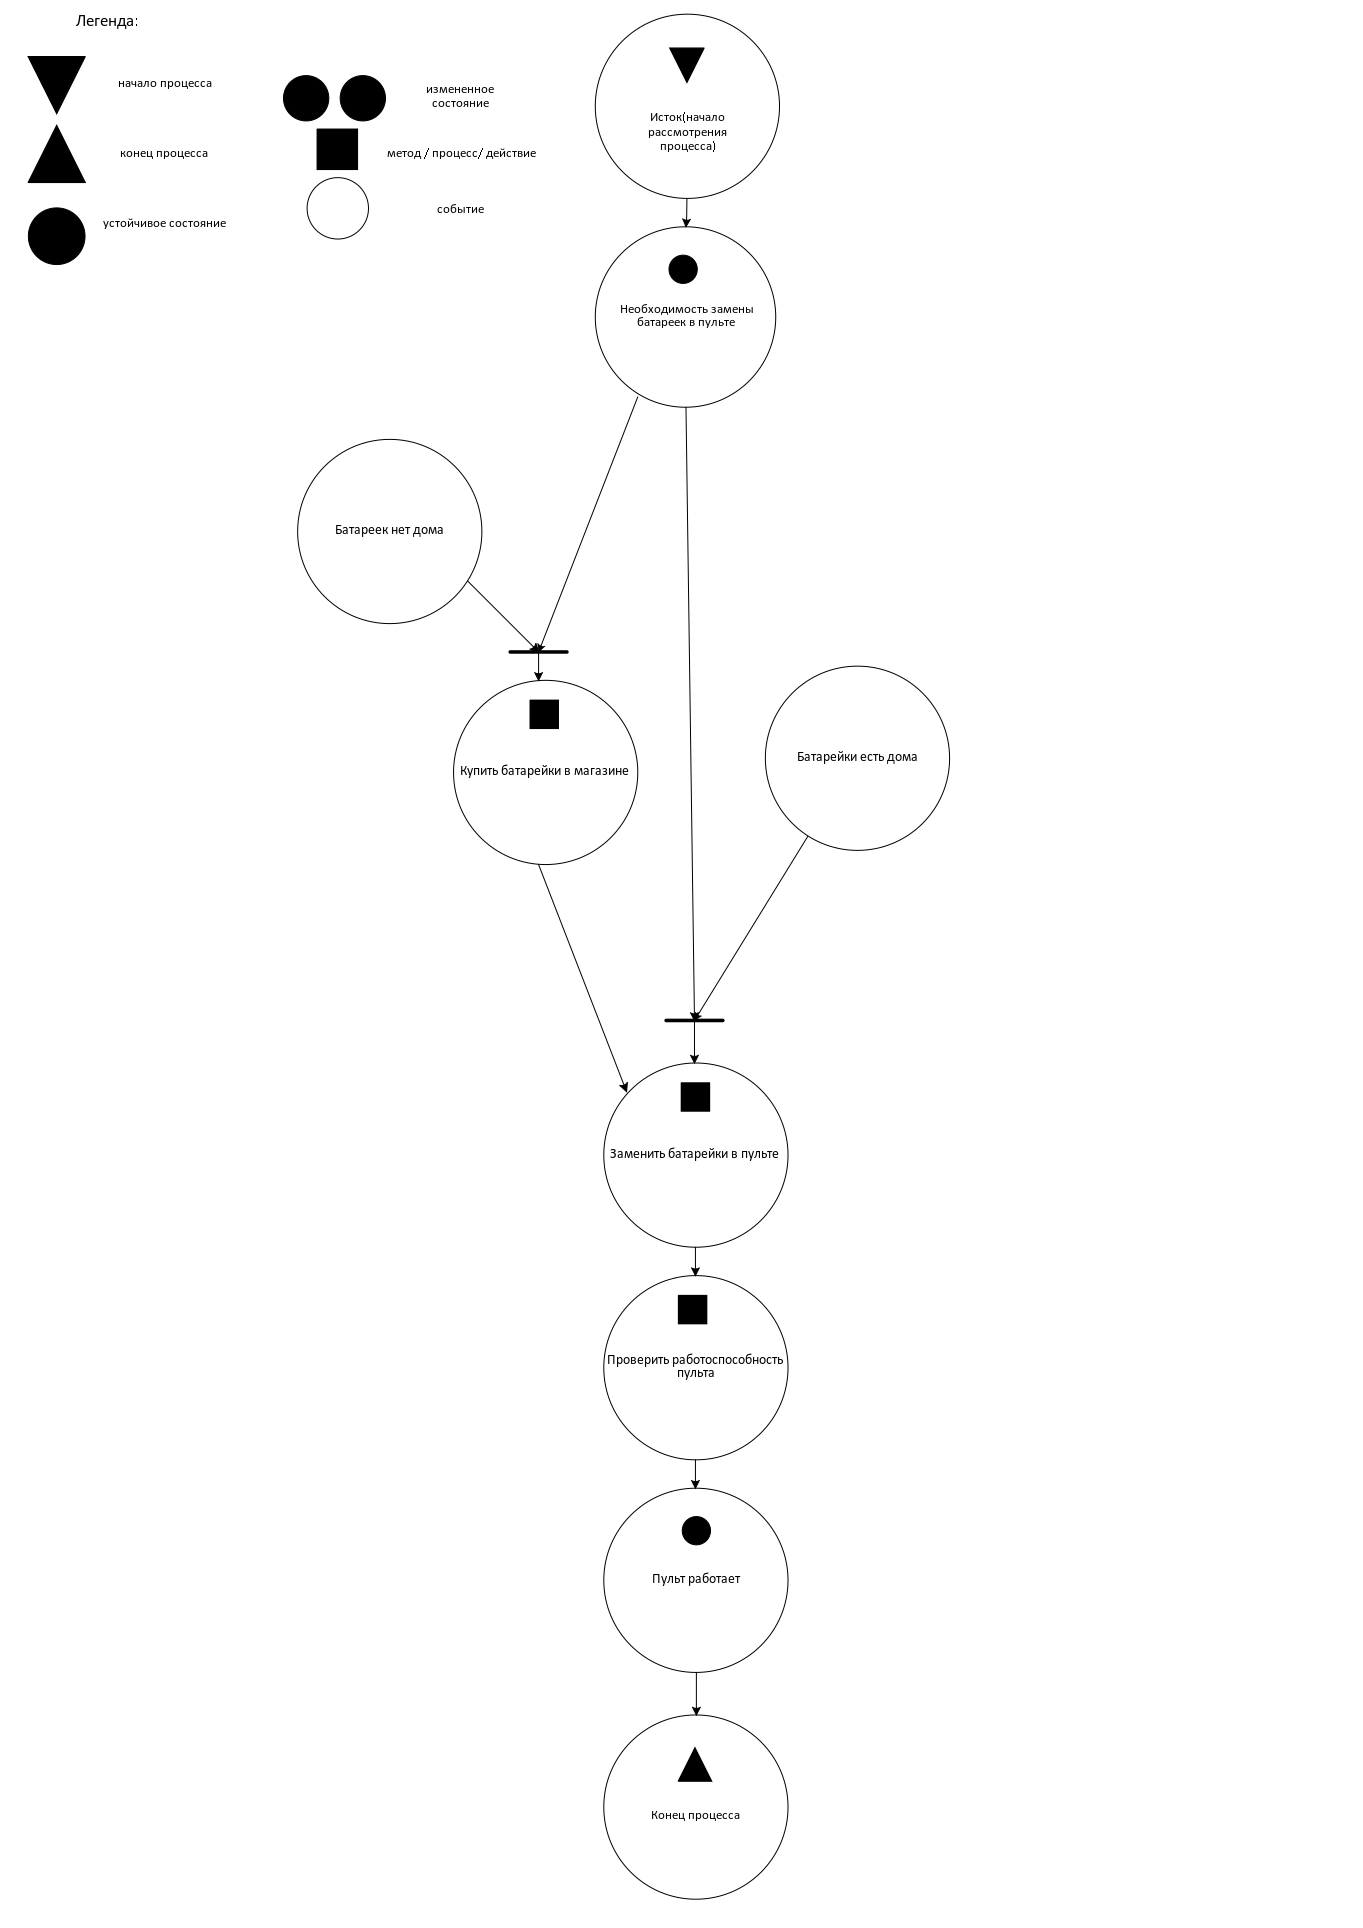 Легенда:
начало процесса
конец процесса
устойчивое состояние
измененное
состояние
метод / процесс/ действие
событие
Исток(начало
рассмотрения
процесса)
Необходимость замены
батареек в пульте
Батареек нет дома
Купить батарейки в магазине
Батарейки есть дома
Заменить батарейки в пульте
Проверить работоспособность
пульта
Пульт работает
Конец процесса